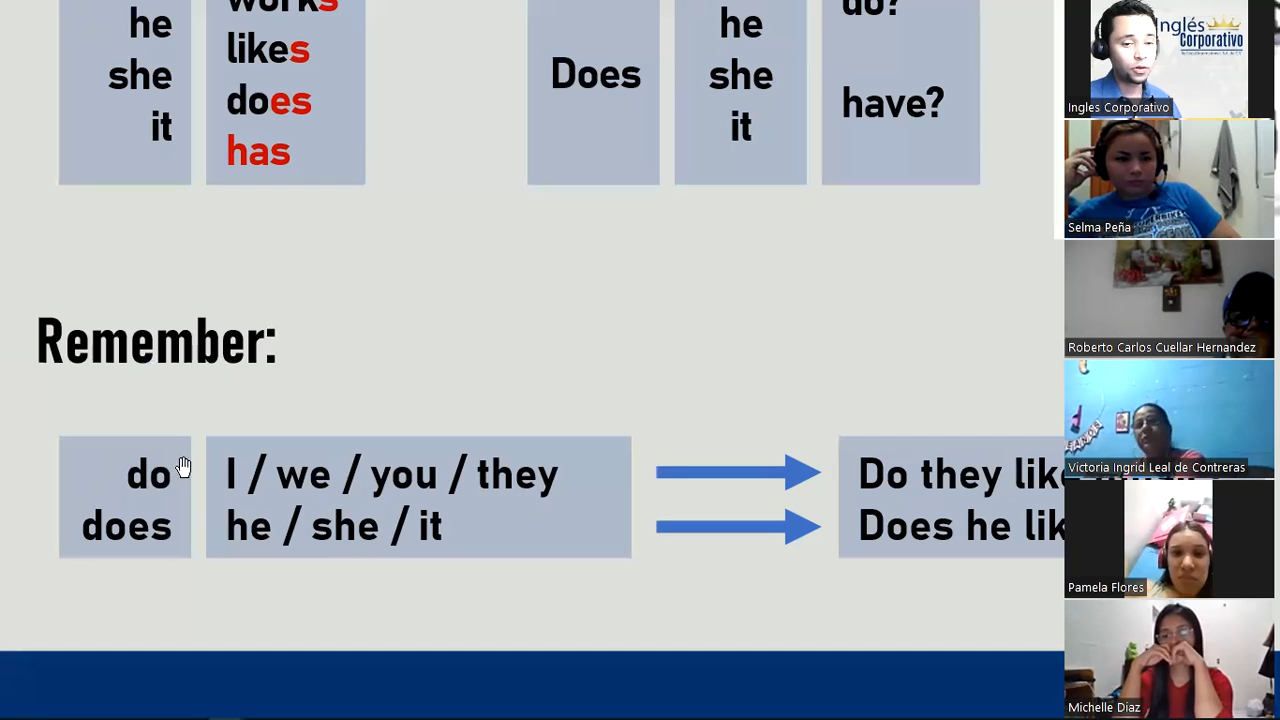 works
he
likes
she
does
it
has
Does
he
she
it
do?
have?
Remember:
do
does
I / we / you / they
he / she / it
Do they
Does he
Inglés
Corporativo
Ingles Corporativo
Selma Peña
Roberto Carlos Cuellar Hernandez
Victoria Ingrid Leal de Contreras
Pamela Flores
Michelle Diaz